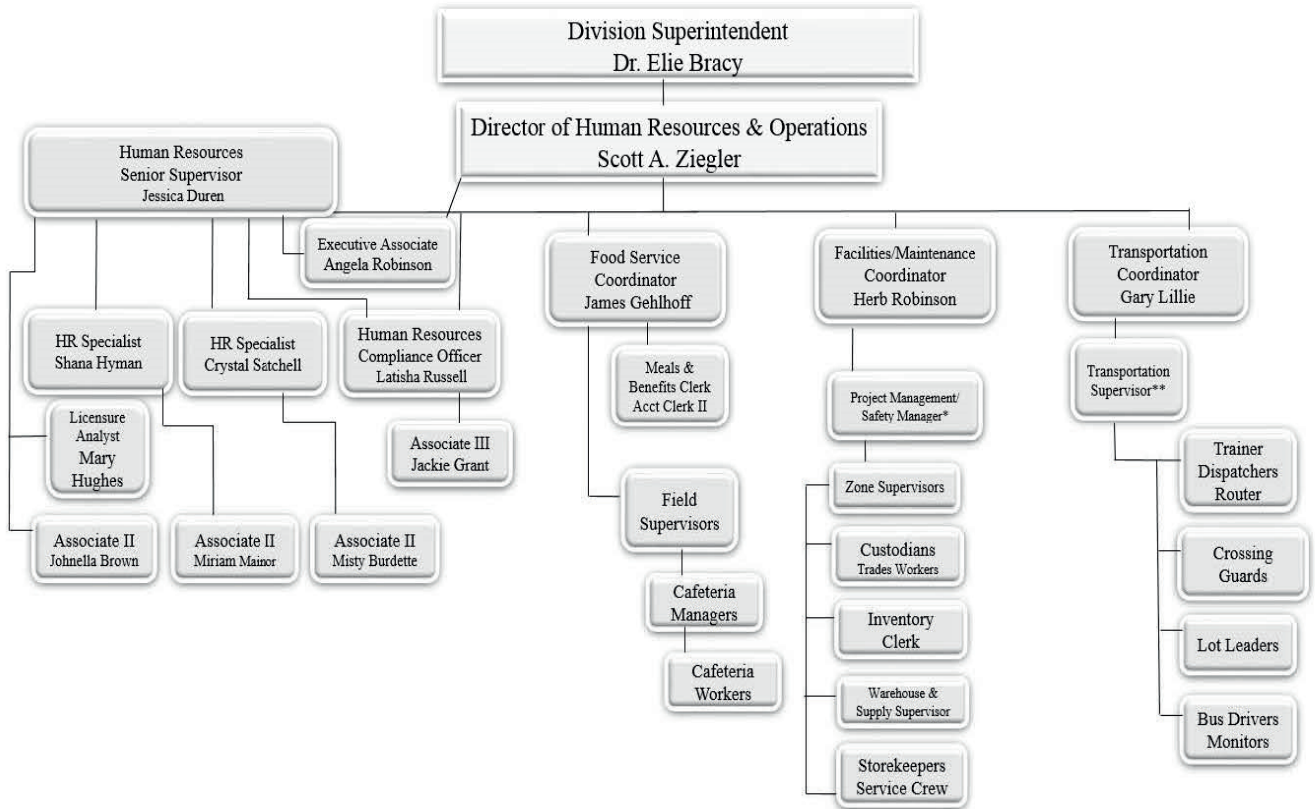 Division Superintendent
Dr. Elie Bracy
Director of Human Resources & Operations
Scott A. Ziegler
Human Resources
Senior Supervisor
Jessica Duren
Executive Associate
Angela Robinson
Food Service
Coordinator
James Gehlhoff
Facilities/Maintenance
Coordinator
Herb Robinson
Transportation
Coordinator
Gary Lillie
HR Specialist
Shana Hyman
HR Specialist
Crystal Satchell
Human Resources
Compliance Officer
Latisha Russell
Meals &
Benefits Clerk
Acct Clerk II
Project Management/
Safety Manager*
Transportation
Supervisor**
Licensure
Analyst
Mary
Hughes
Associate III
Jackie Grant
Associate II
Johnella Brown
Associate II
Miriam Mainor
Associate II
Misty Burdette
Field
Supervisors
Cafeteria
Managers
Cafeteria
Workers
Zone Supervisors
Custodians
Trades Workers
Inventory
Clerk
Warehouse &
Supply Supervisor
Storekeepers
Service Crew
Trainer
Dispatchers
Router
Crossing
Guards
Lot Leaders
Bus Drivers
Monitors